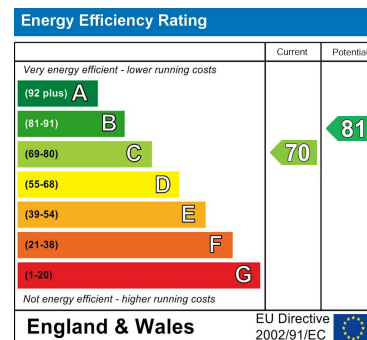 Energy Efficiency Rating
Current Potential
Very energy efficient - lower running costs
(92 plus) A
(81-91) B
(69-80) C
(55-68) D
(39-54) E
(21-38) F
(1-20) G
70
81
Not energy efficient - higher running costs
England & Wales
EU Directive
2002/91/EC